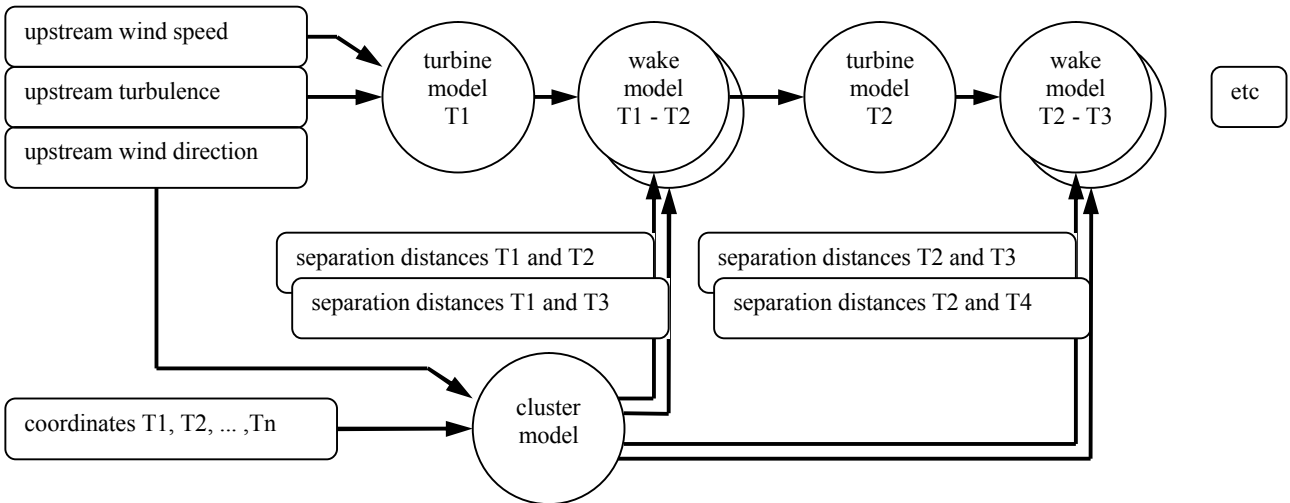 upstream wind speed
upstream turbulence
upstream wind direction
turbine
model
T1
wake
model
T1 - T2
turbine
model
T2
wake
model
T2 - T3
etc
separation distances T1 and T2
separation distances T1 and T3
separation distances T2 and T3
separation distances T2 and T4
coordinates T1, T2, ... ,Tn
cluster
model